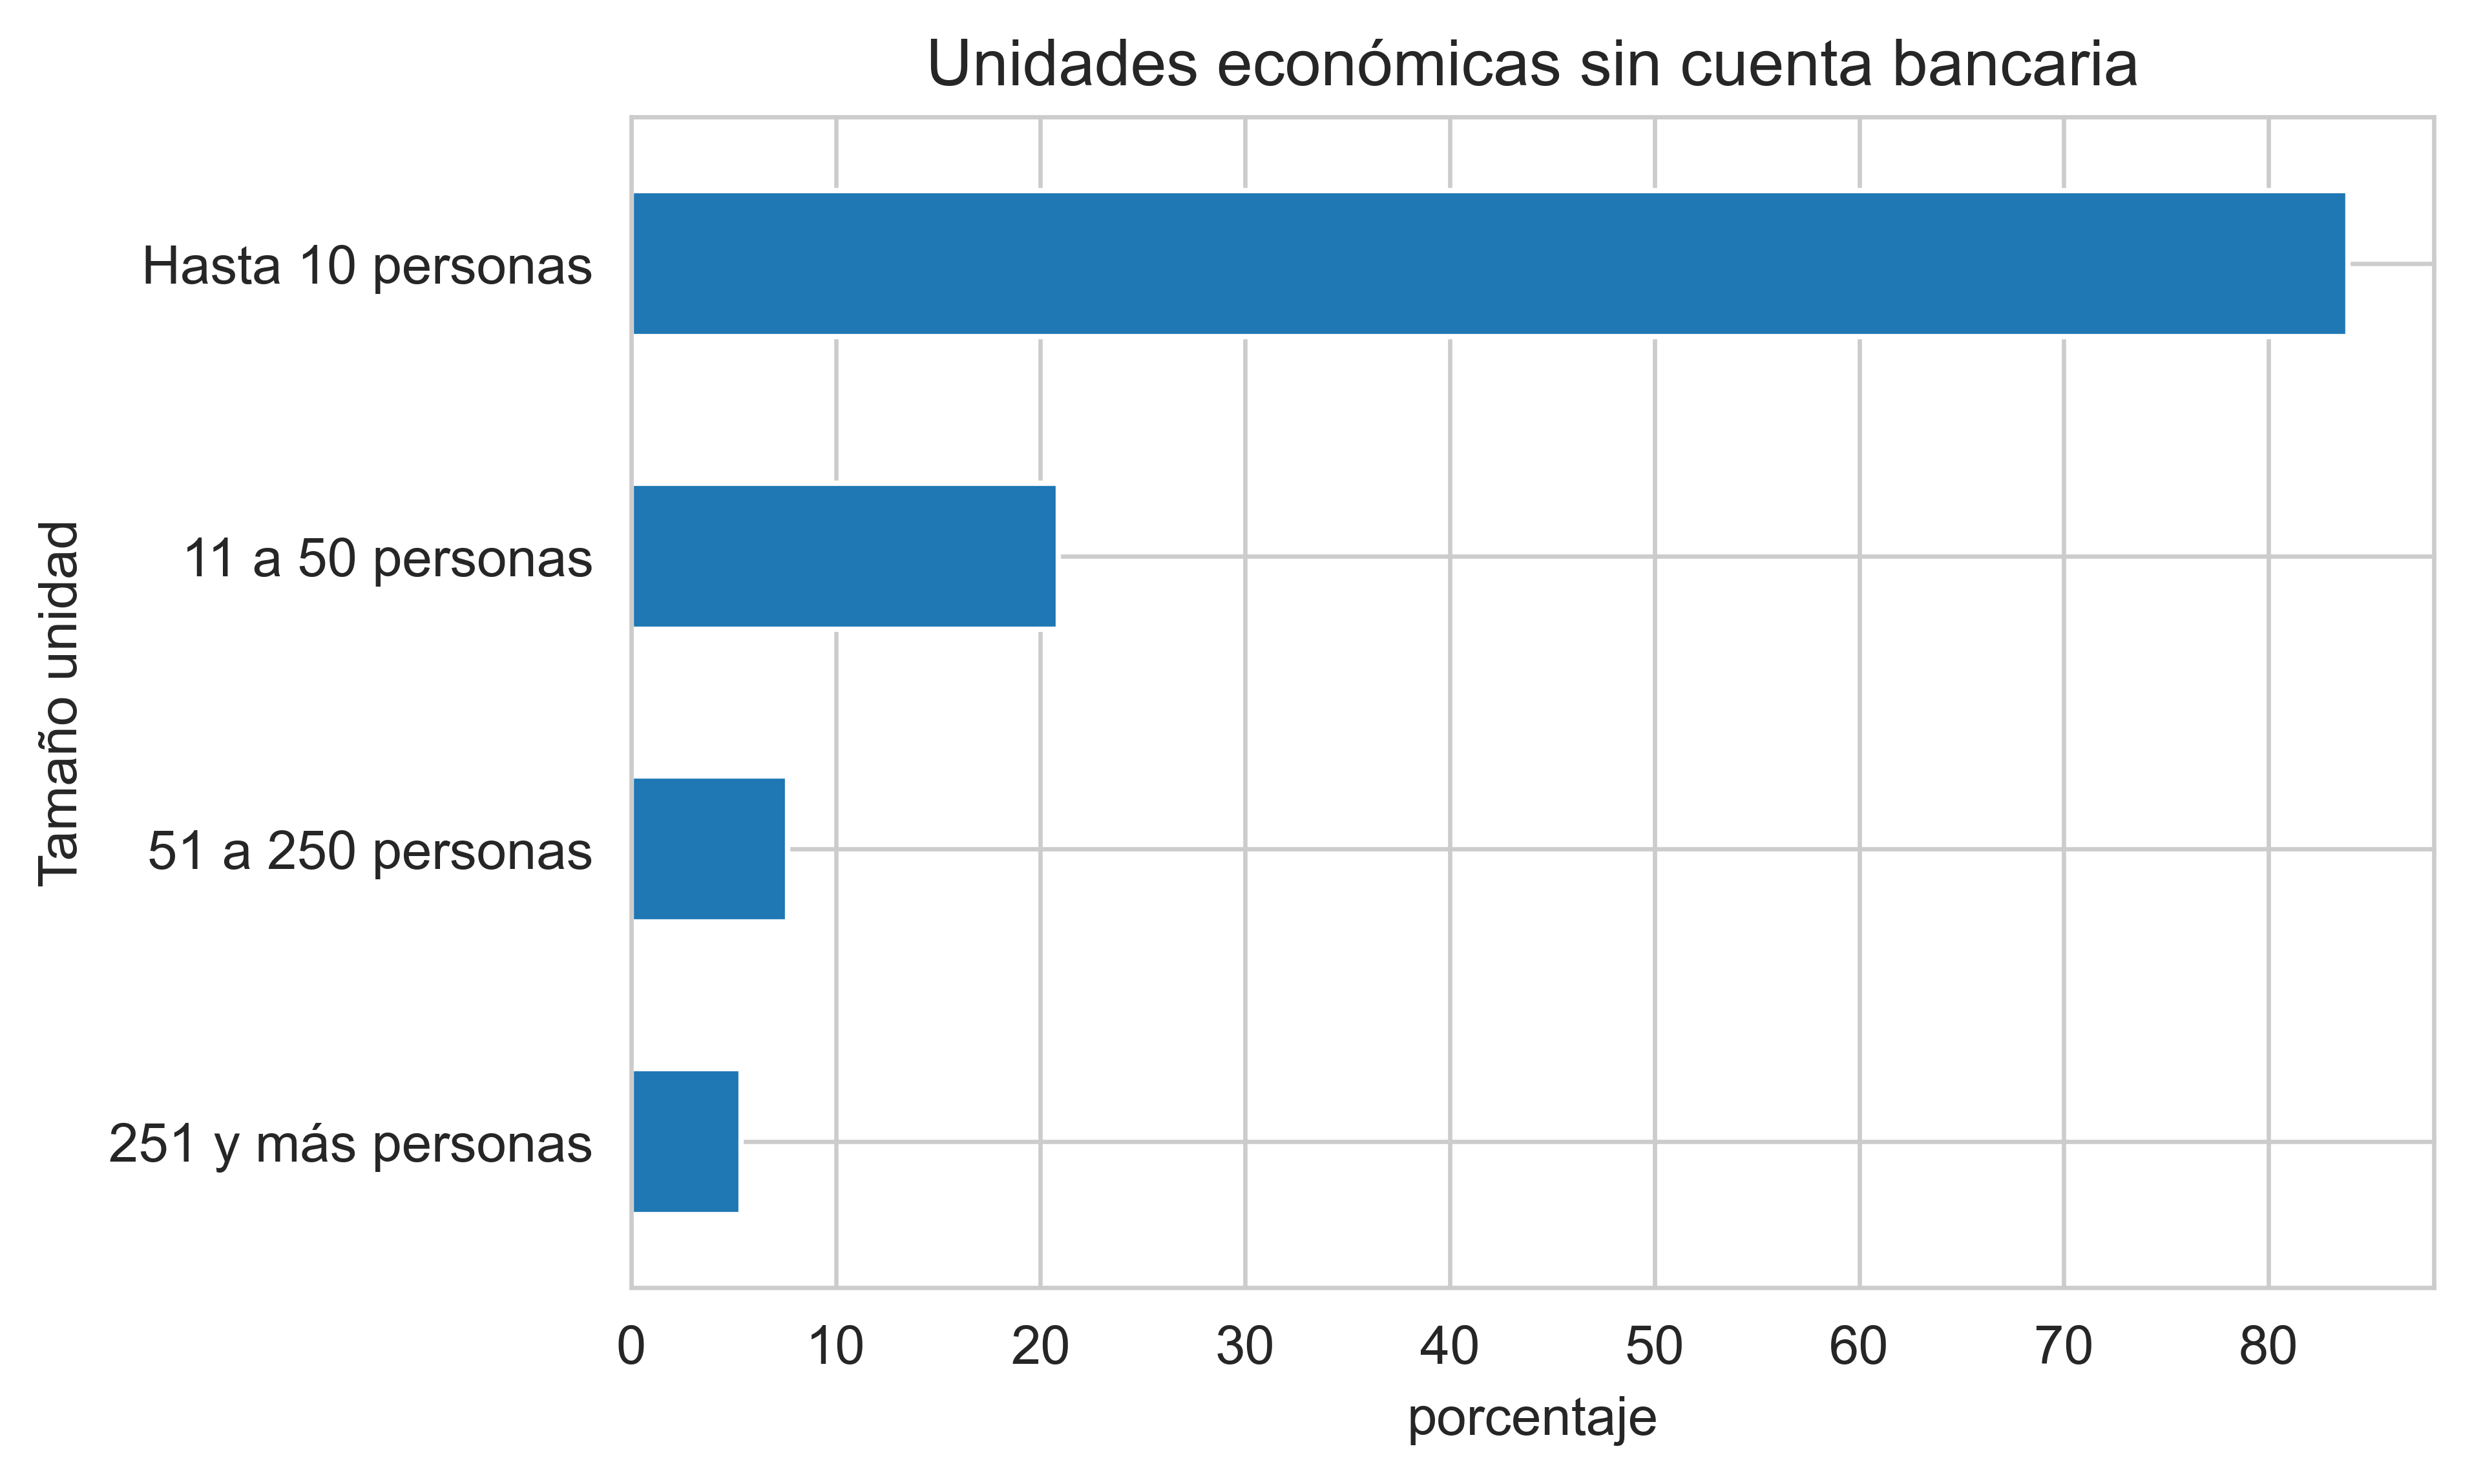 Unidades económicas sin cuenta bancaria
Tamaño unidad
Hasta 10 personas
11 a 50 personas
51 a 250 personas
251 y más personas
0 10 20 30 40 50 60 70 80
porcentaje